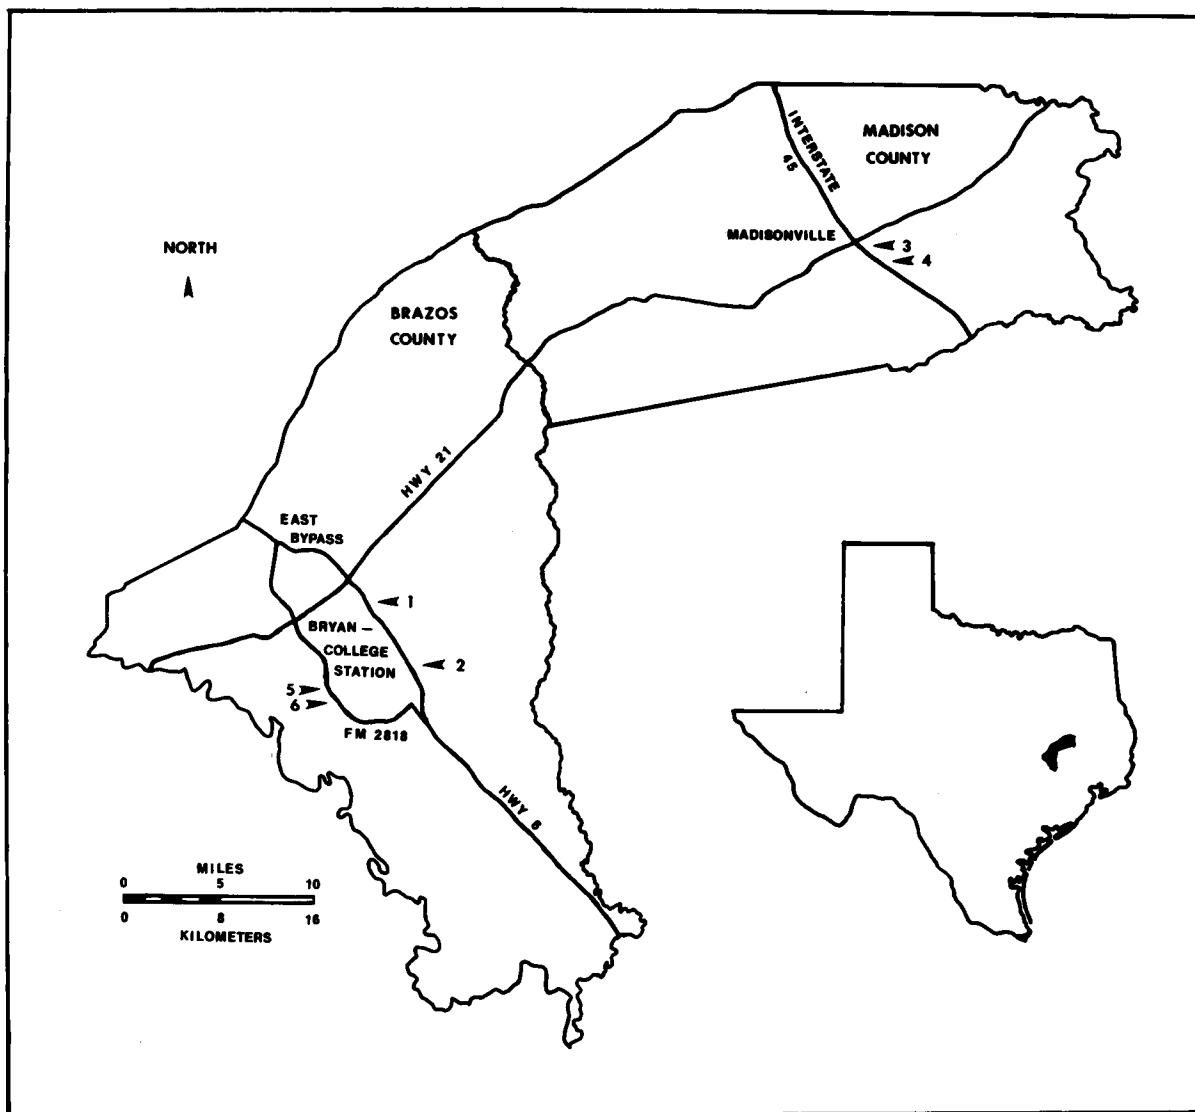 INTERSTATE
45
MADISON
COUNTY
MADISONVILLE
3
4
NORTH
BRAZOS
COUNTY
HWY 21
EAST
BYPASS
1
BRYAN —
COLLEGE
STATION
2
5
6
FM 2818
HWY 6
MILES
0 5 10
0 8 16
KILOMETERS